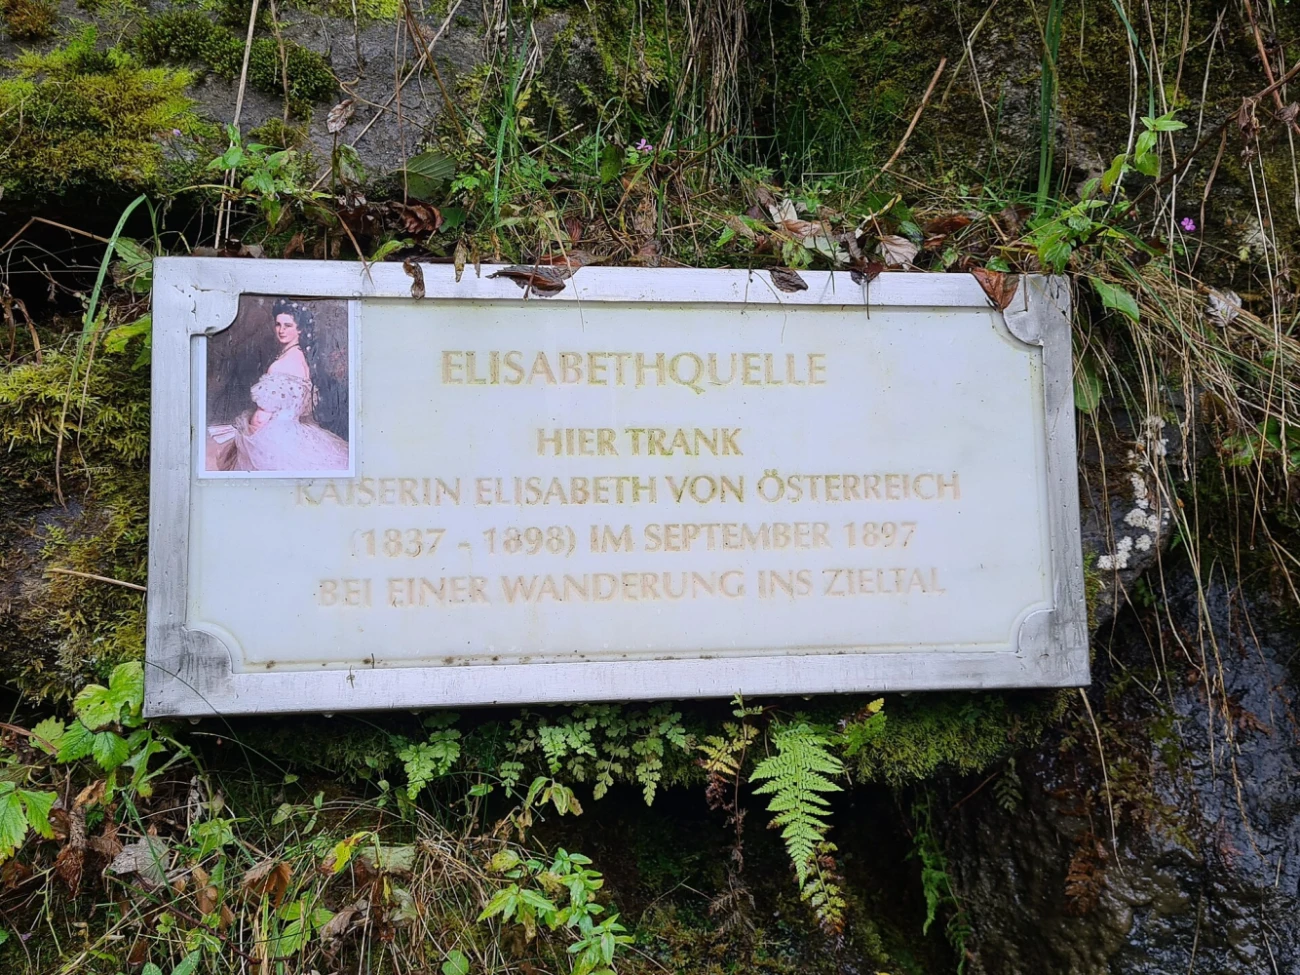 ELISABETHQUELLE
HIER TRANK
KAISERIN ELISABETH VON ÖSTERREICH
(1837 - 1898) IM SEPTEMBER 1897
BEI EINER WANDERUNG INS ZIELTAL